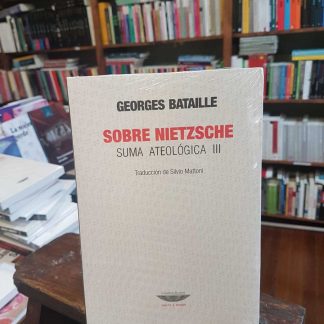 GEORGES BATAILLE
SOBRE NIETZSCHE
SUMA ATEOLÓGICA III
Traducción de Silvio Mattoni